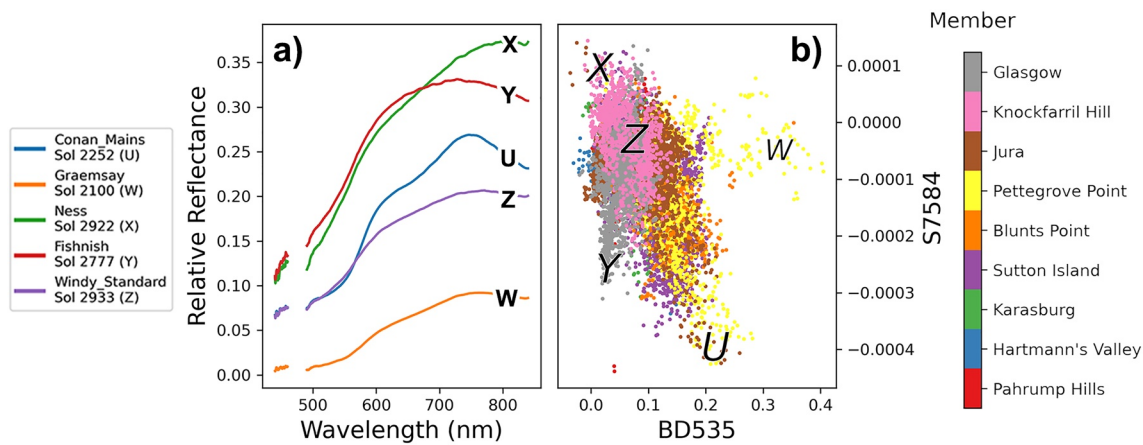 Conan_Mains
Sol 2252 (U)
Graemsay
Sol 2100 (W)
Ness
Sol 2922 (X)
Fishnish
Sol 2777 (Y)
Windy_Standard
Sol 2933 (Z)
a)
X
Y
U
Z
W
Relative Reflectance
0.35
0.30
0.25
0.20
0.15
0.10
0.05
0.00
500 600 700 800
Wavelength (nm)
b)
X
Z
W
Y
U
0.0 0.1 0.2 0.3 0.4
BD535
0.0001
0.0000
−0.0001
−0.0002
−0.0003
−0.0004
S7584
Member
Glasgow
Knockfarril Hill
Jura
Pettegrove Point
Blunts Point
Sutton Island
Karasburg
Hartmann's Valley
Pahrump Hills